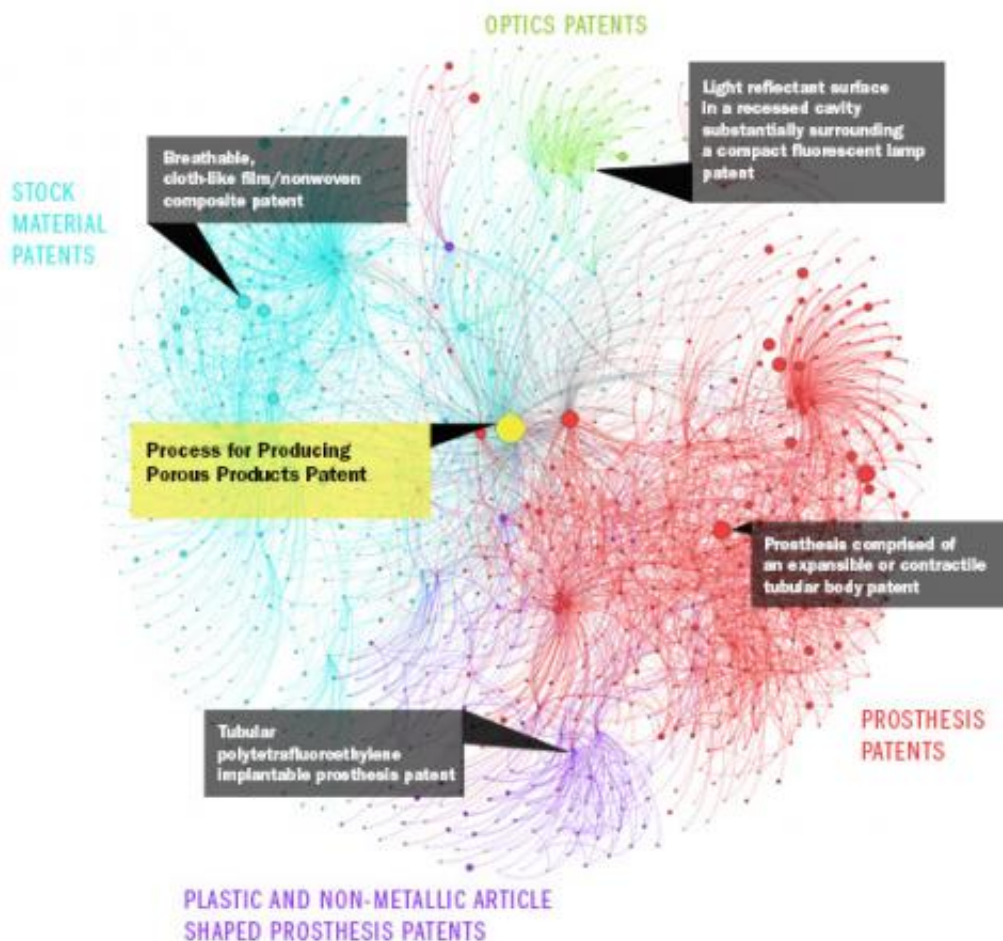 OPTICS PATENTS
Light reflectant surface
in a recessed cavity
substantially surrounding
a compact fluorescent lamp
patent
Breathable,
cloth-like film/nonwoven
composite patent
STOCK
MATERIAL
PATENTS
Process for Producing
Porous Products Patent
Prosthesis comprised of
an expansible or contractile
tubular body patent
Tubular
polytetrafluoroethylene
implantable prosthesis patent
PROSTHESIS
PATENTS
PLASTIC AND NON-METALLIC ARTICLE
SHAPED PROSTHESIS PATENTS